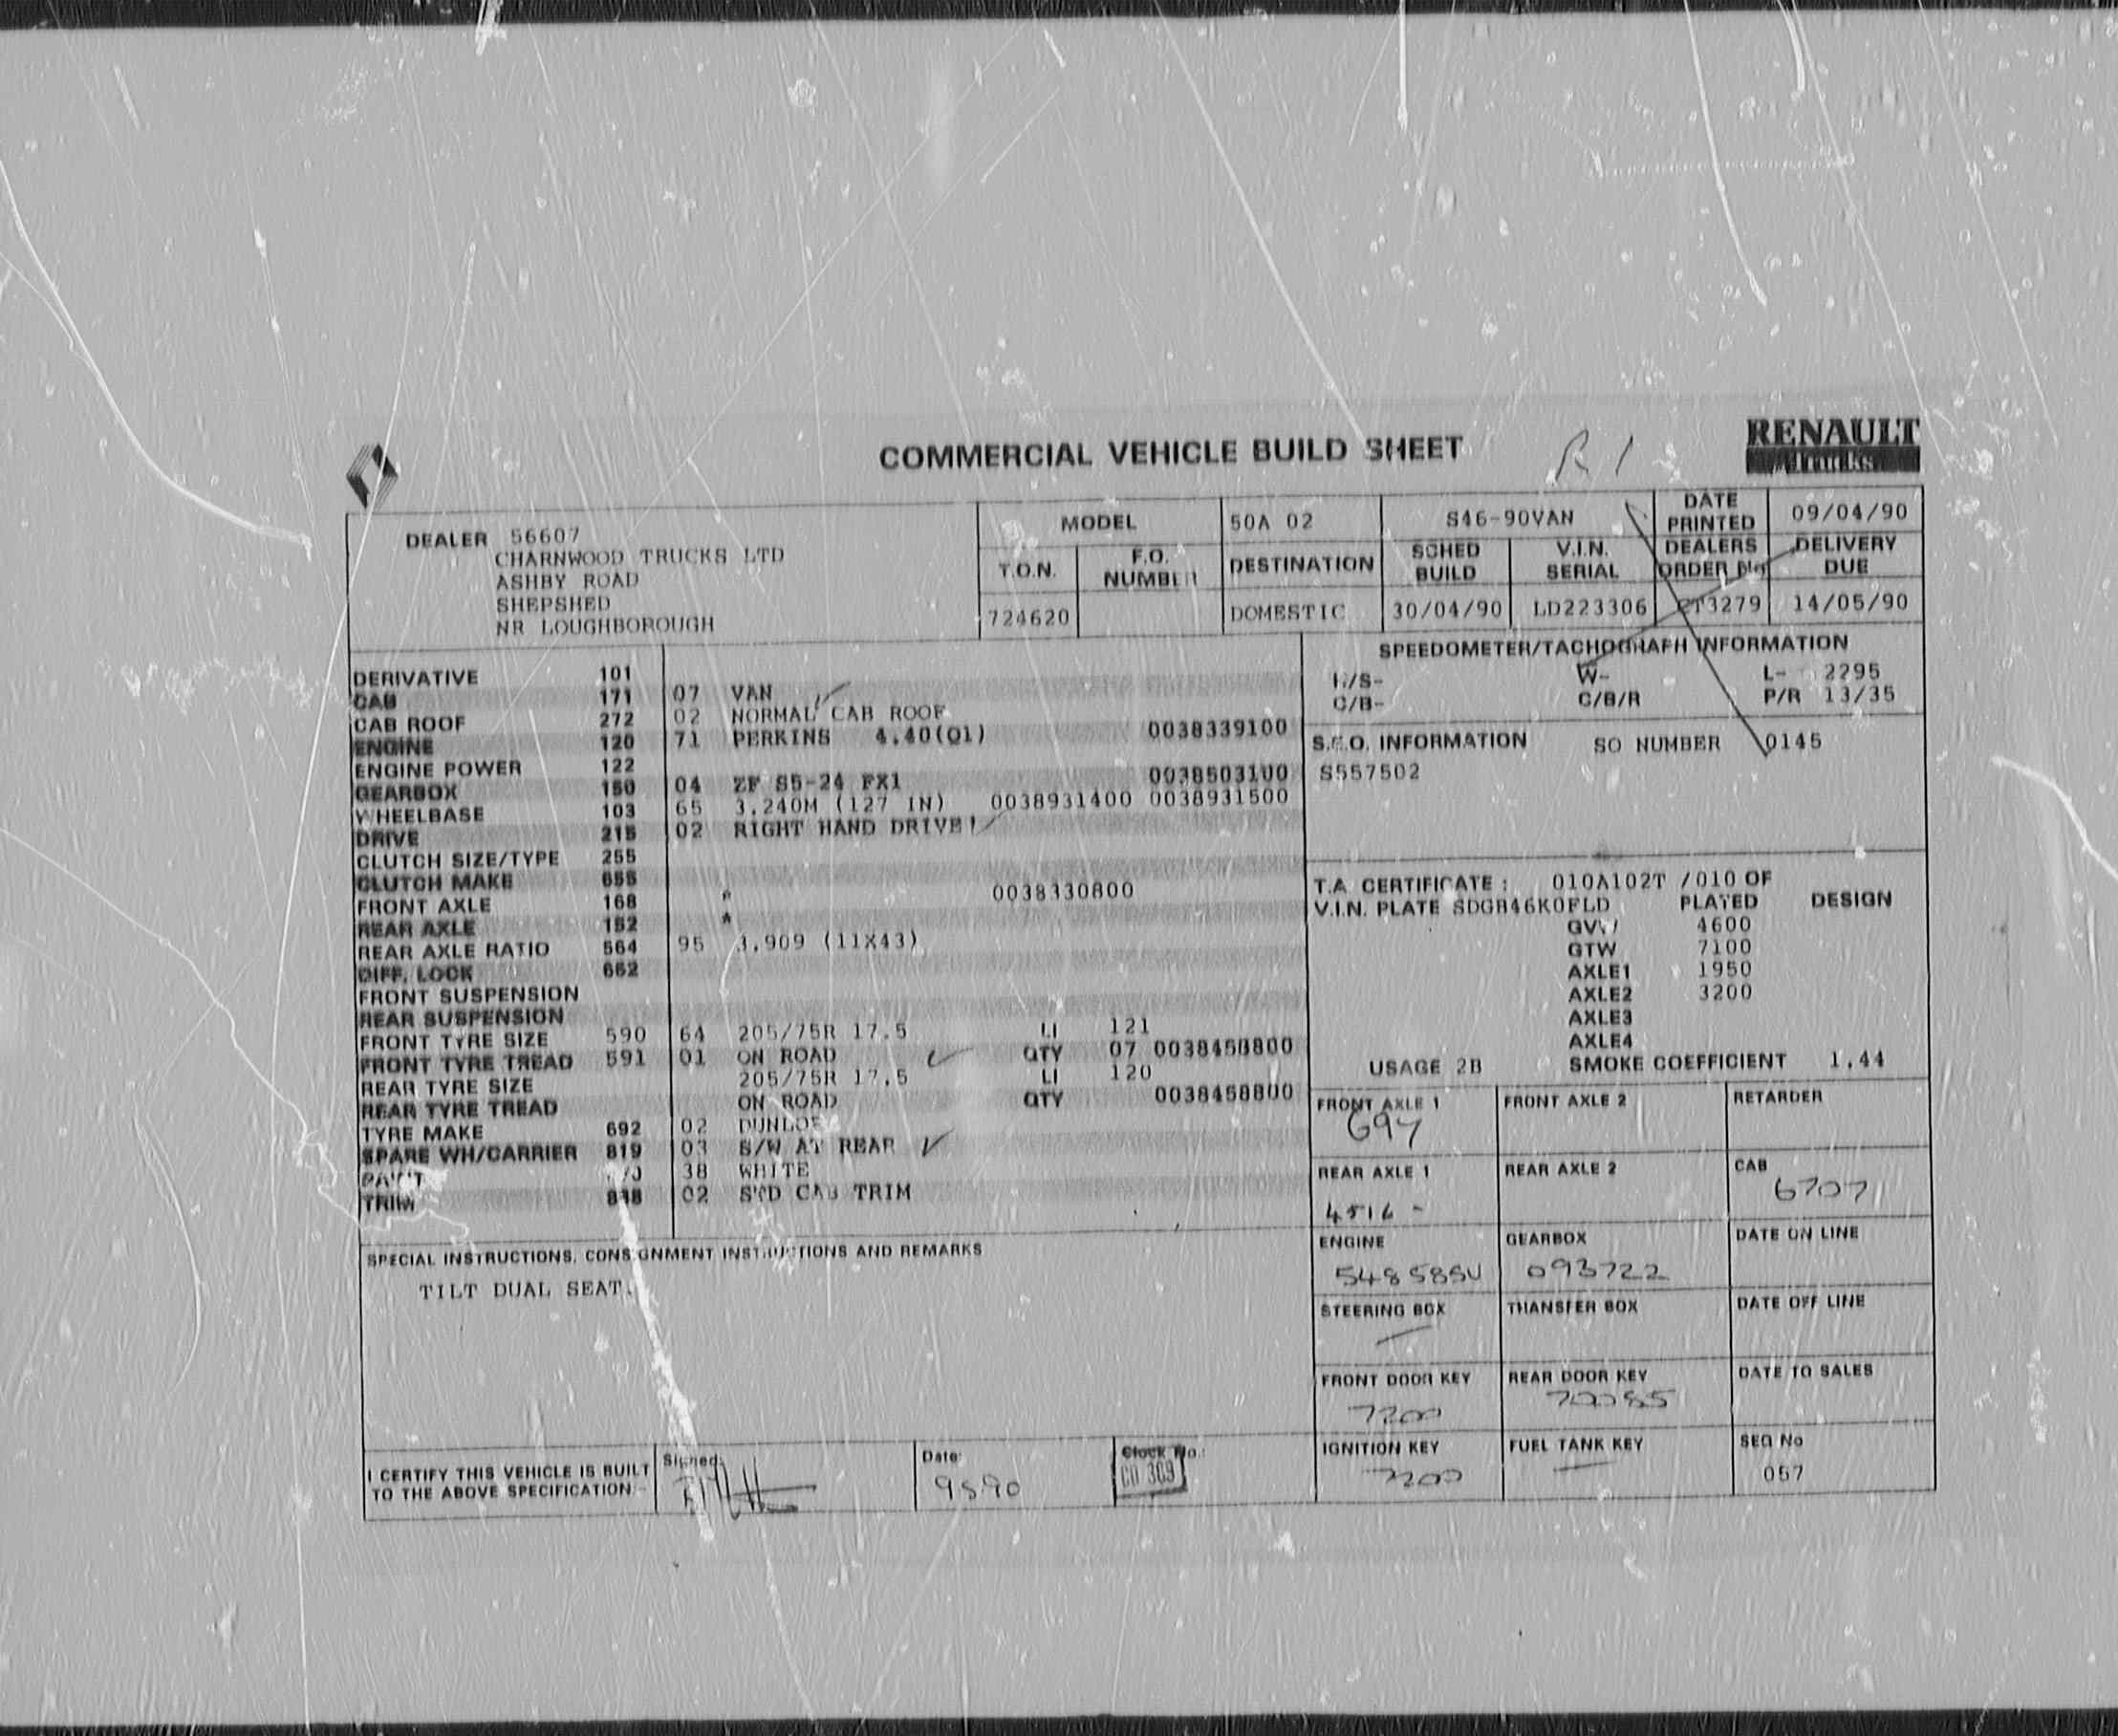 COMMERCIAL VEHICLE BUILD SHEET R1
RENAULT
Trucks
DEALER 56607
CHARNWOOD TRUCKS LTD
ASHBY ROAD
SHEPSHED
NR LOUGHBOROUGH
MODEL 50A 02 S46-90VAN DATE PRINTED 09/04/90
T.O.N. F.O. NUMBER DESTINATION SCHED BUILD V.I.N. SERIAL DEALERS ORDER No DELIVERY DUE
724620 DOMESTIC 30/04/90 LD223306 PT3279 14/05/90
DERIVATIVE 101
CAB 171 07 VAN
CAB ROOF 272 02 NORMAL CAB ROOF
ENGINE 120 71 PERKINS 4.40(Q1) 0038339100
ENGINE POWER 122
GEARBOX 150 04 ZF S5-24 FX1 0038503100
WHEELBASE 103 65 3.240M (127 IN) 0038931400 0038931500
DRIVE 215 02 RIGHT HAND DRIVE
CLUTCH SIZE/TYPE 255
CLUTCH MAKE 655
FRONT AXLE 168 * 0038330800
REAR AXLE 152 *
REAR AXLE RATIO 564 95 3.909 (11X43)
DIFF. LOCK 662
FRONT SUSPENSION
REAR SUSPENSION
FRONT TYRE SIZE 590 64 205/75R 17.5 LI 121
FRONT TYRE TREAD 591 01 ON ROAD QTY 07 0038458800
REAR TYRE SIZE 205/75R 17.5 LI 120
REAR TYRE TREAD ON ROAD QTY 0038458800
TYRE MAKE 692 02 DUNLOP
SPARE WH/CARRIER 819 03 S/W AT REAR
PAINT 38 WHITE
TRIM 838 02 STD CAB TRIM
SPEEDOMETER/TACHOGRAPH INFORMATION
H/S- W- L- 2295
C/B- C/B/R P/R 13/35
S.F.O. INFORMATION SO NUMBER 0145
S557502
T.A. CERTIFICATE : 010A102T /010 OF
V.I.N. PLATE SDGR46K0FLD PLATED DESIGN
GVW 4600
GTW 7100
AXLE1 1950
AXLE2 3200
AXLE3
AXLE4
USAGE 2B SMOKE COEFFICIENT 1.44
FRONT AXLE 1 FRONT AXLE 2 RETARDER
694
REAR AXLE 1 REAR AXLE 2 CAB
4516 - 6707
ENGINE GEARBOX DATE ON LINE
548585U 093722
STEERING BOX TRANSFER BOX DATE OFF LINE
FRONT DOOR KEY REAR DOOR KEY DATE TO SALES
7200 70085
IGNITION KEY FUEL TANK KEY SEQ No
7200 057
SPECIAL INSTRUCTIONS, CONSIGNMENT INSTRUCTIONS AND REMARKS
TILT DUAL SEAT.
I CERTIFY THIS VEHICLE IS BUILT
TO THE ABOVE SPECIFICATION:-
Signed:
Date:
9590
Clock No.:
CD 309